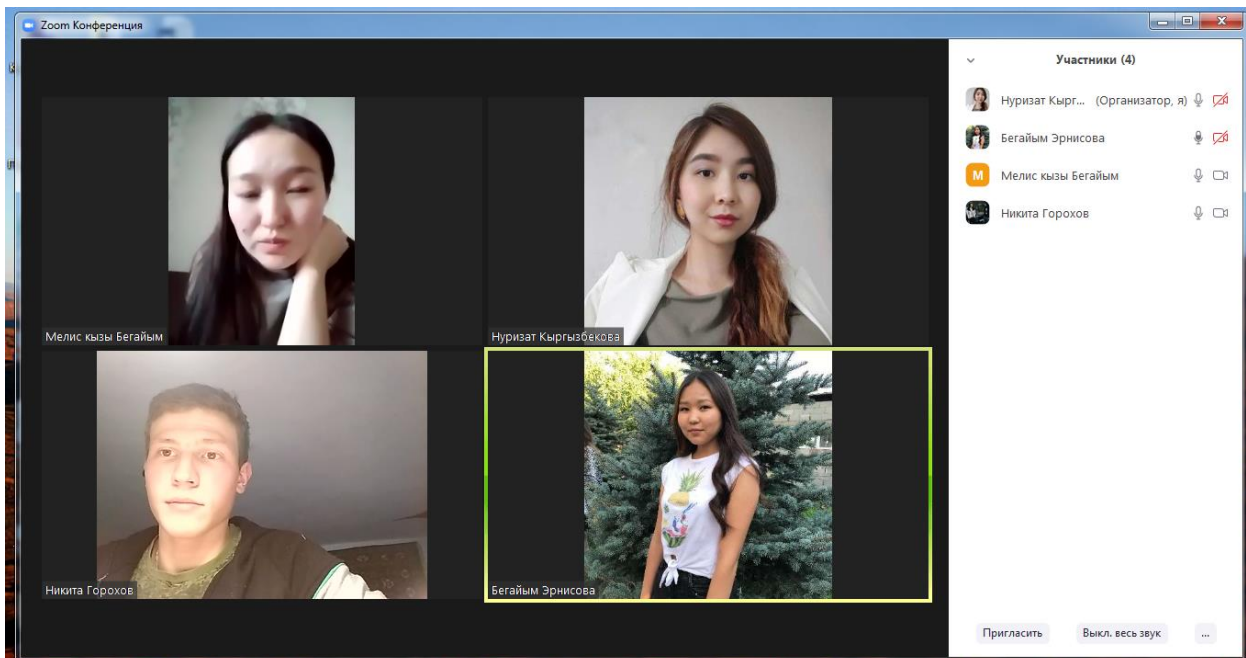 Zoom Конференция
Мелис кызы Бегайым
Нуризат Кыргызбекова
Никита Горохов
Бегайым Эрнисова
Участники (4)
Нуризат Кырг... (Организатор, я)
Бегайым Эрнисова
M
Мелис кызы Бегайым
Никита Горохов
Пригласить
Выкл. весь звук
...